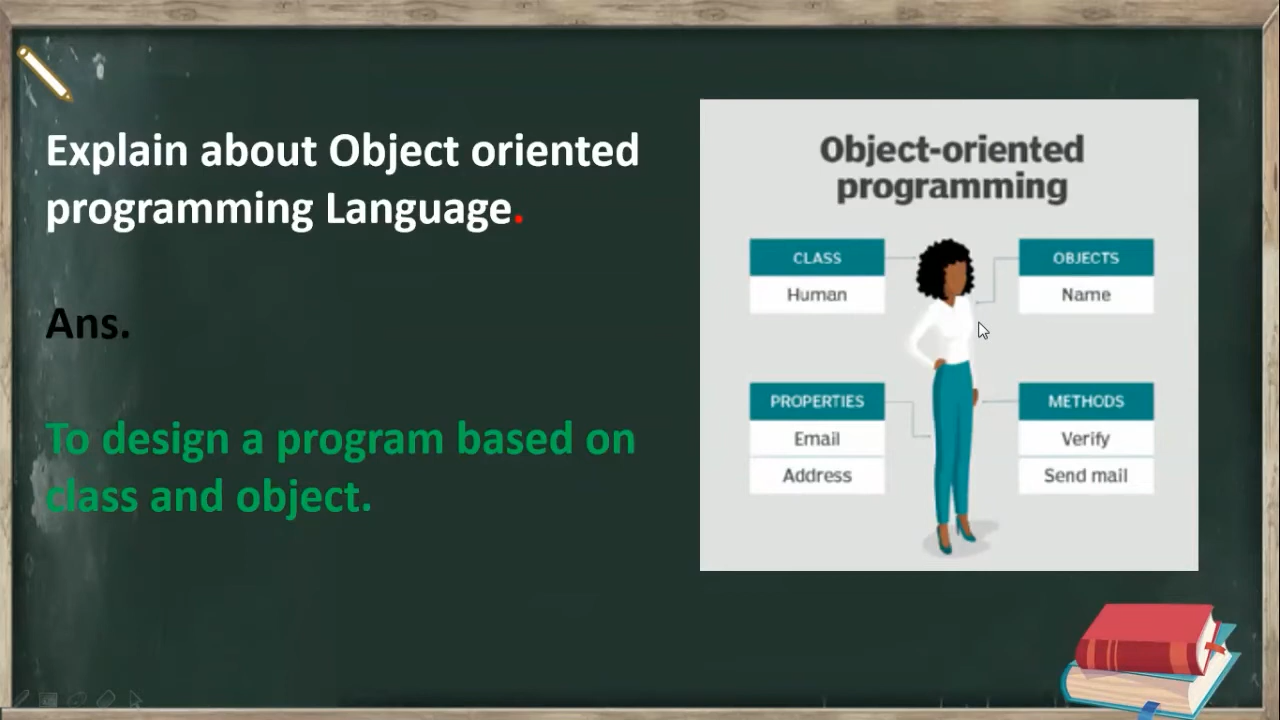 Explain about Object oriented
programming Language.
Ans.
To design a program based on
class and object.
Object-oriented
programming
CLASS
Human
OBJECTS
Name
PROPERTIES
Email
Address
METHODS
Verify
Send mail